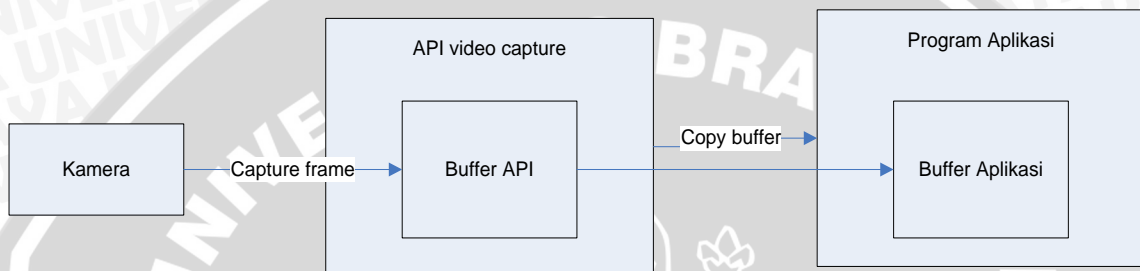 API video capture
Program Aplikasi
Kamera
Capture frame
Buffer API
Copy buffer
Buffer Aplikasi